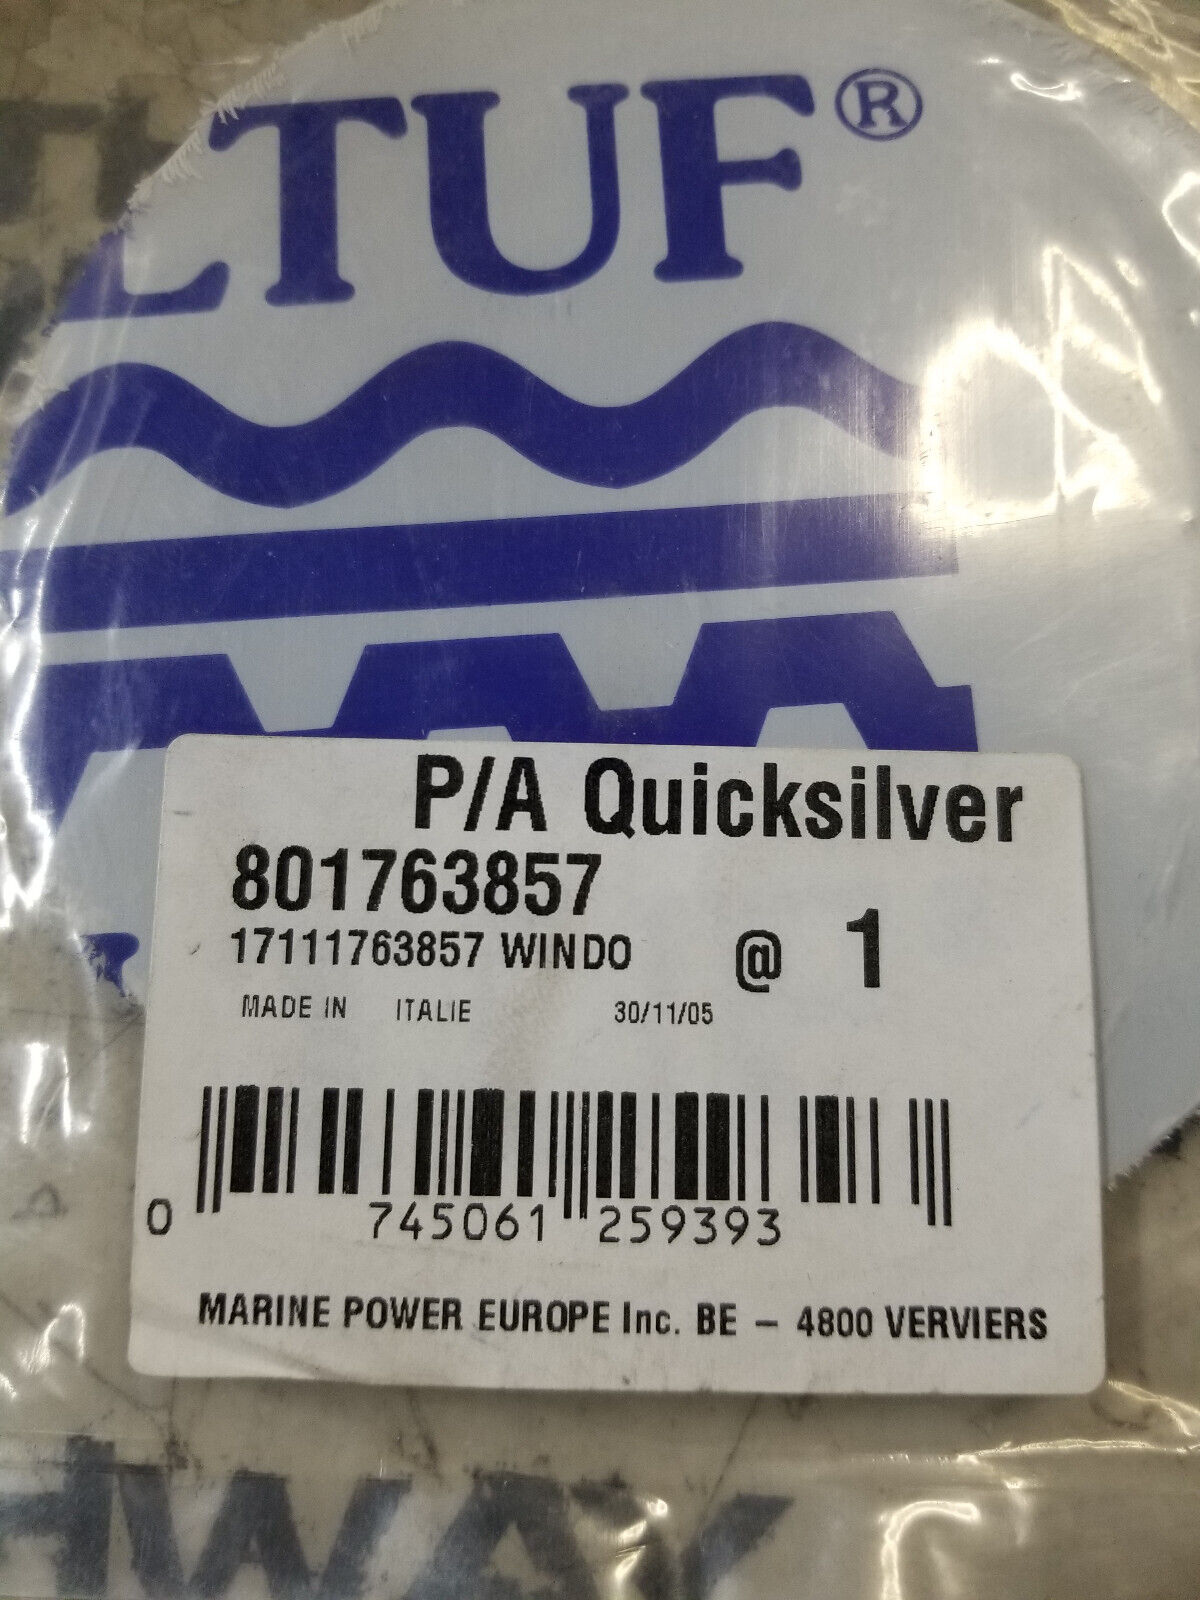 LTUF®
P/A Quicksilver
801763857
17111763857 WINDO @ 1
MADE IN ITALIE 30/11/05
0 745061 259393
MARINE POWER EUROPE Inc. BE – 4800 VERVIERS
HWAY